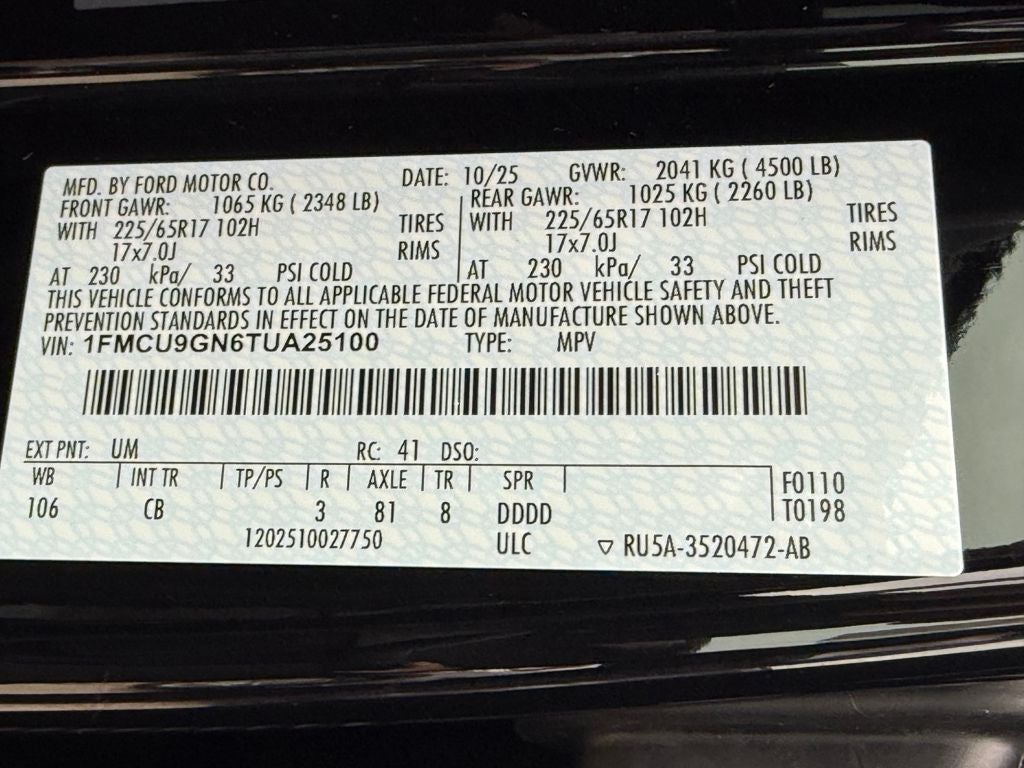 MFD. BY FORD MOTOR CO. DATE: 10/25 GVWR: 2041 KG ( 4500 LB)
FRONT GAWR: 1065 KG ( 2348 LB) REAR GAWR: 1025 KG ( 2260 LB)
WITH 225/65R17 102H TIRES WITH 225/65R17 102H TIRES
17x7.0J RIMS 17x7.0J RIMS
AT 230 kPa/ 33 PSI COLD AT 230 kPa/ 33 PSI COLD
THIS VEHICLE CONFORMS TO ALL APPLICABLE FEDERAL MOTOR VEHICLE SAFETY AND THEFT
PREVENTION STANDARDS IN EFFECT ON THE DATE OF MANUFACTURE SHOWN ABOVE.
VIN: 1FMCU9GN6TUA25100 TYPE: MPV
EXT PNT: UM RC: 41 DSO:
WB INT TR TP/PS R AXLE TR SPR F0110
106 CB 3 81 8 DDDD T0198
1202510027750 ULC ▽ RU5A-3520472-AB